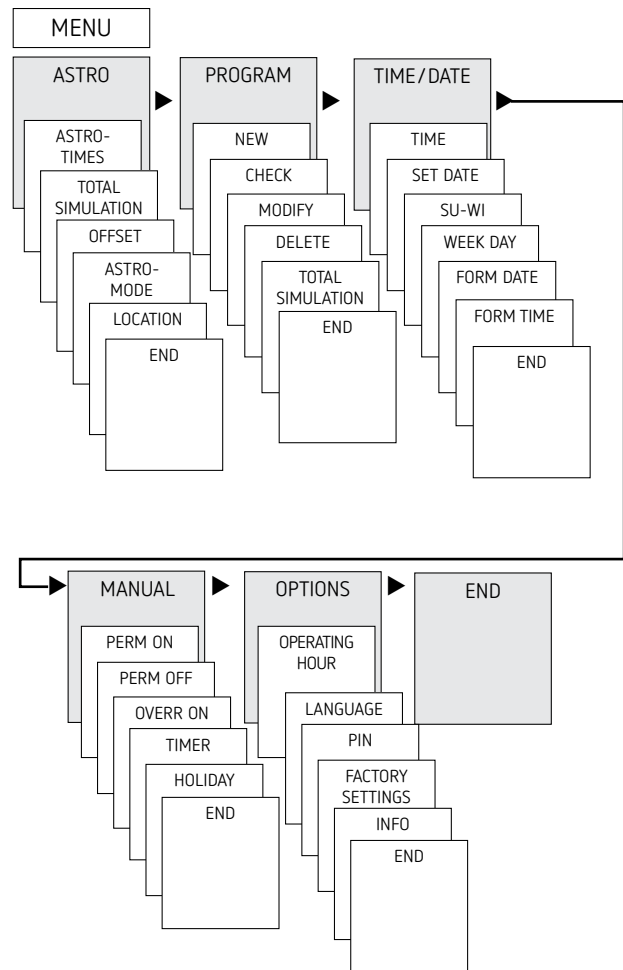 MENU
ASTRO
ASTRO-
TIMES
TOTAL
SIMULATION
OFFSET
ASTRO-
MODE
LOCATION
END
PROGRAM
NEW
CHECK
MODIFY
DELETE
TOTAL
SIMULATION
END
TIME/DATE
TIME
SET DATE
SU-WI
WEEK DAY
FORM DATE
FORM TIME
END
MANUAL
PERM ON
PERM OFF
OVERR ON
TIMER
HOLIDAY
END
OPTIONS
OPERATING
HOUR
LANGUAGE
PIN
FACTORY
SETTINGS
INFO
END
END